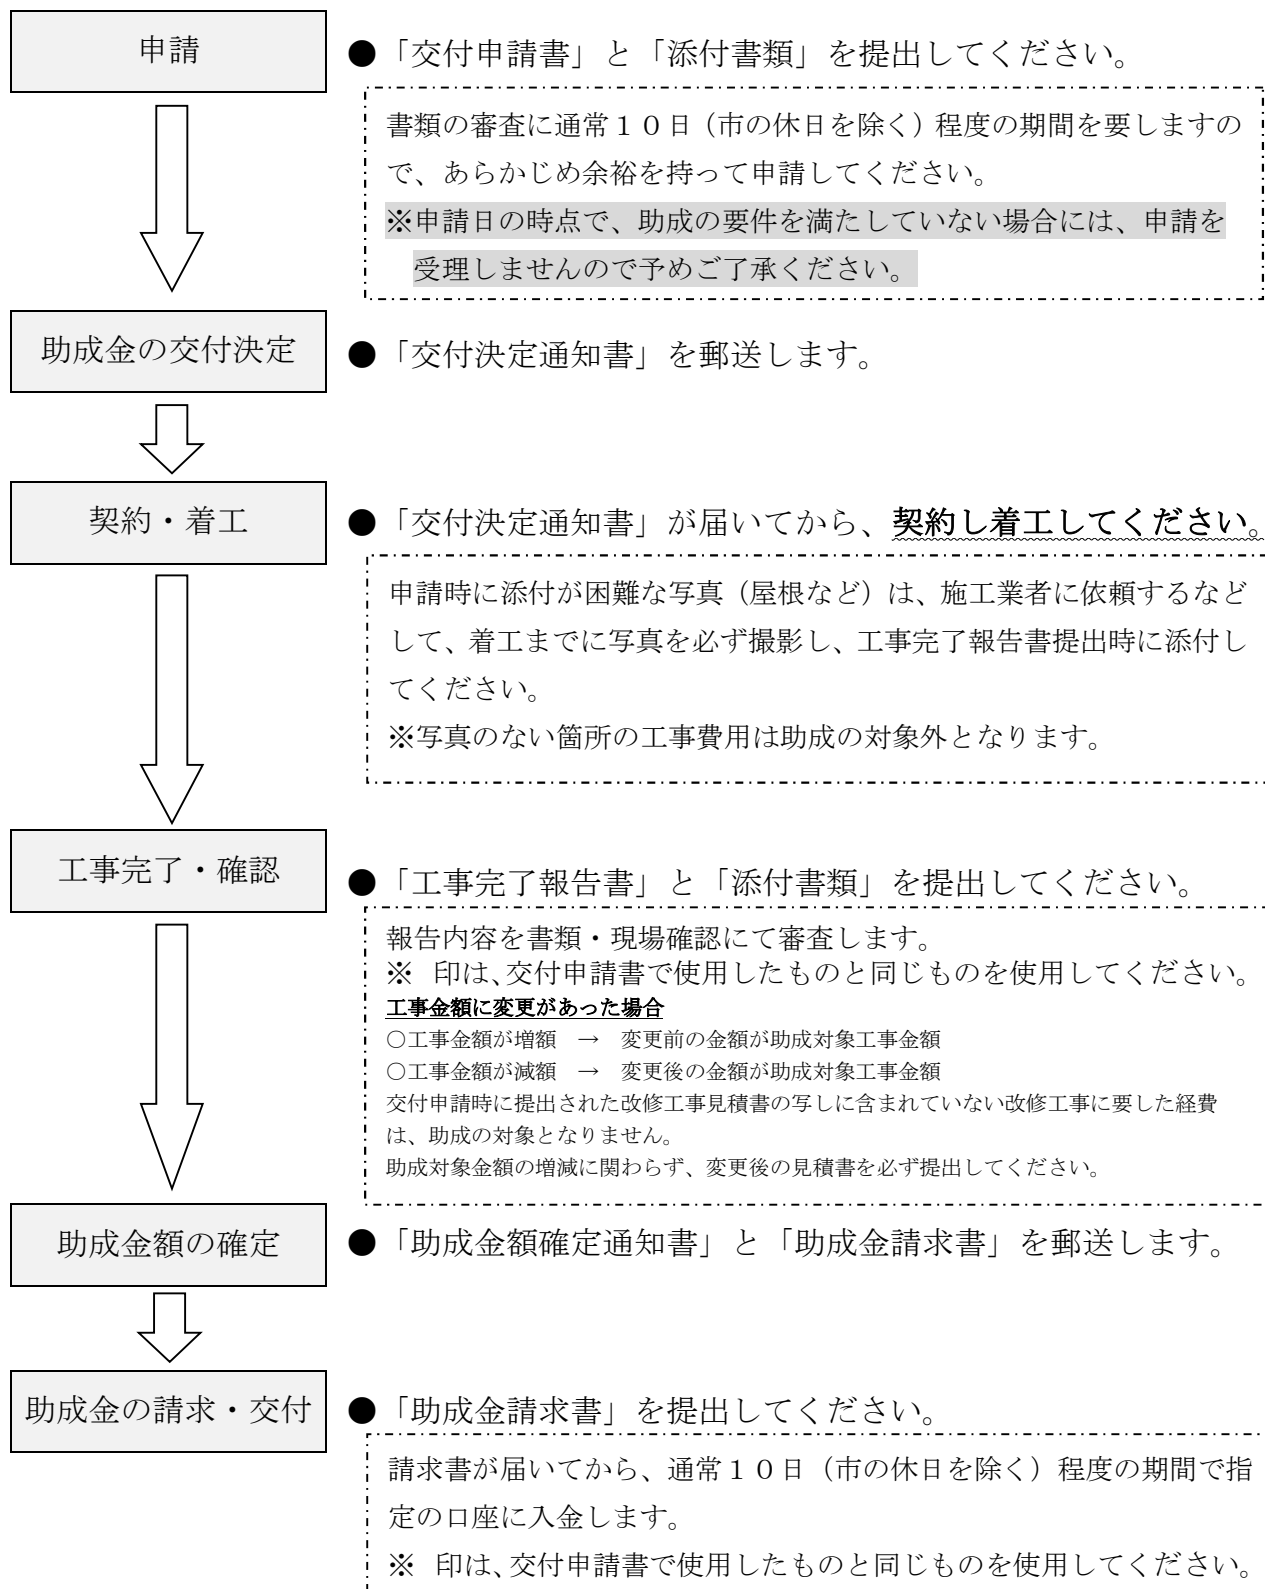 申請
●「交付申請書」と「添付書類」を提出してください。
書類の審査に通常１０日（市の休日を除く）程度の期間を要しますの
で、あらかじめ余裕を持って申請してください。
※申請日の時点で、助成の要件を満たしていない場合には、申請を
受理しませんので予めご了承ください。
助成金の交付決定
●「交付決定通知書」を郵送します。
契約・着工
●「交付決定通知書」が届いてから、契約し着工してください。
申請時に添付が困難な写真（屋根など）は、施工業者に依頼するなど
して、着工までに写真を必ず撮影し、工事完了報告書提出時に添付し
てください。
※写真のない箇所の工事費用は助成の対象外となります。
工事完了・確認
●「工事完了報告書」と「添付書類」を提出してください。
報告内容を書類・現場確認にて審査します。
※　印は、交付申請書で使用したものと同じものを使用してください。
工事金額に変更があった場合
○工事金額が増額　→　変更前の金額が助成対象工事金額
○工事金額が減額　→　変更後の金額が助成対象工事金額
交付申請時に提出された改修工事見積書の写しに含まれていない改修工事に要した経費
は、助成の対象となりません。
助成対象金額の増減に関わらず、変更後の見積書を必ず提出してください。
助成金額の確定
●「助成金額確定通知書」と「助成金請求書」を郵送します。
助成金の請求・交付
●「助成金請求書」を提出してください。
請求書が届いてから、通常１０日（市の休日を除く）程度の期間で指
定の口座に入金します。
※　印は、交付申請書で使用したものと同じものを使用してください。